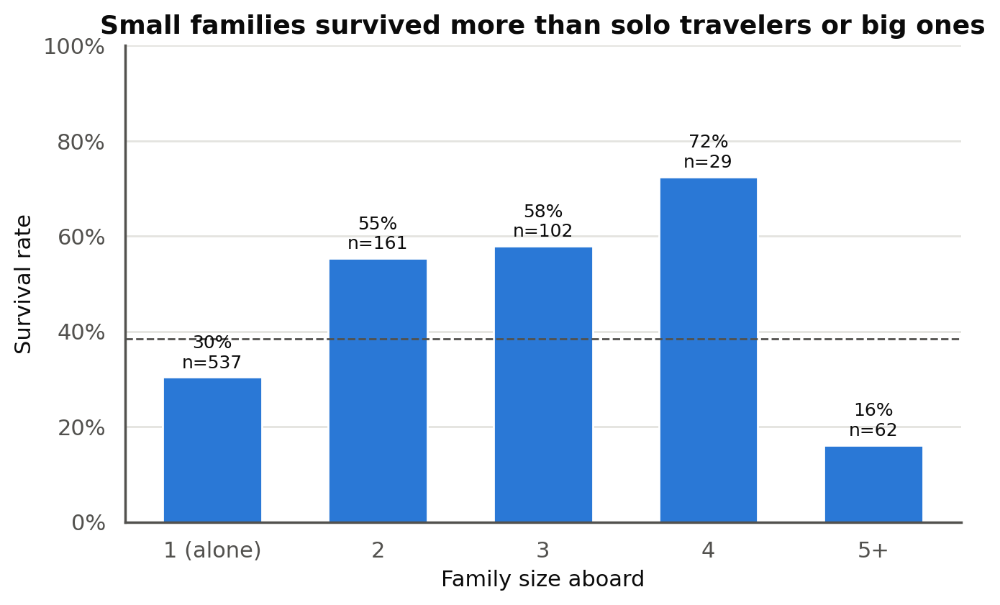 Small families survived more than solo travelers or big ones
100%
80%
60%
40%
20%
0%
Survival rate
30%
n=537
55%
n=161
58%
n=102
72%
n=29
16%
n=62
1 (alone)
2
3
4
5+
Family size aboard